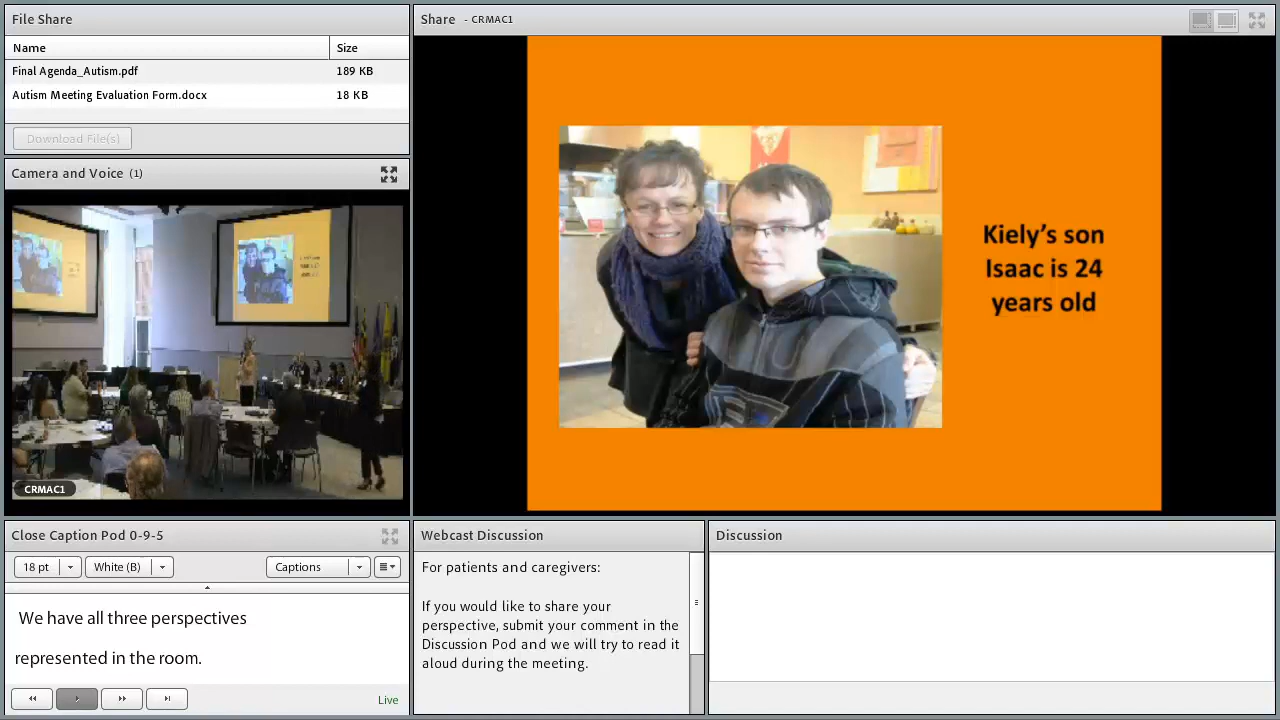 File Share
Name Size
Final Agenda_Autism.pdf 189 KB
Autism Meeting Evaluation Form.docx 18 KB
Download File(s)
Camera and Voice (1)
CRMAC1
Close Caption Pod 0-9-5
18 pt White (B) Captions
We have all three perspectives
represented in the room.
Live
Share - CRMAC1
Kiely's son
Isaac is 24
years old
Webcast Discussion
For patients and caregivers:
If you would like to share your
perspective, submit your comment in the
Discussion Pod and we will try to read it
aloud during the meeting.
Discussion